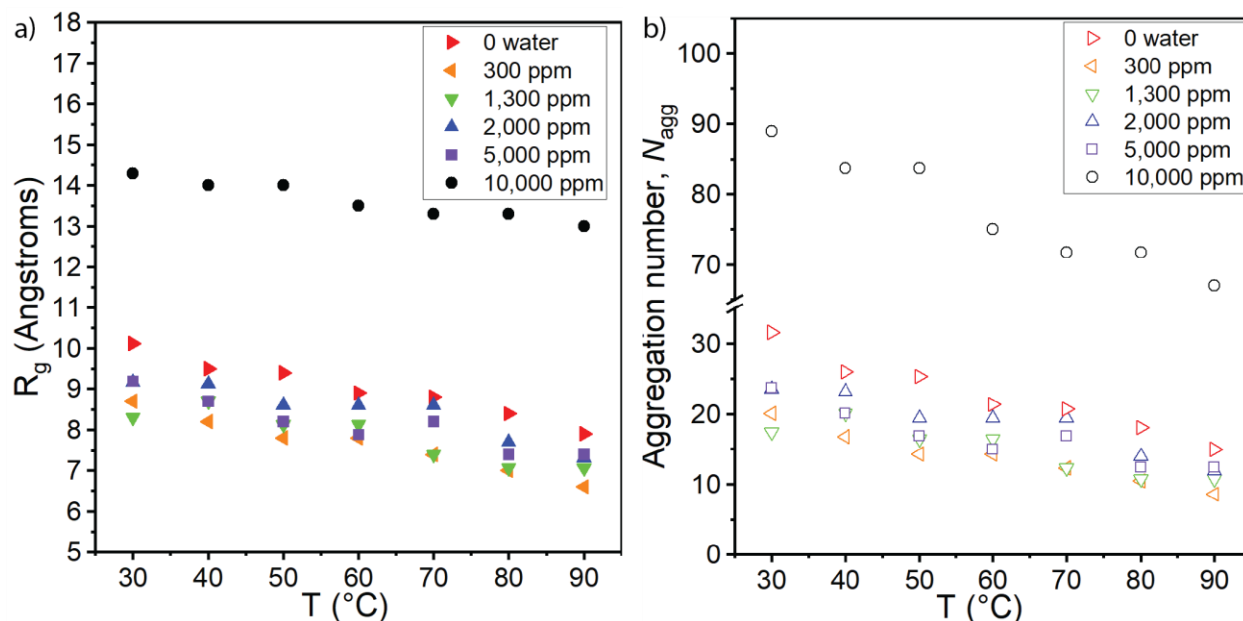 a)
18
17
16
15
14
13
12
11
10
9
8
7
6
5
R_g (Angstroms)
0 water
300 ppm
1,300 ppm
2,000 ppm
5,000 ppm
10,000 ppm
30 40 50 60 70 80 90
T (°C)
b)
100
90
80
70
30
20
10
0
Aggregation number, N_agg
0 water
300 ppm
1,300 ppm
2,000 ppm
5,000 ppm
10,000 ppm
30 40 50 60 70 80 90
T (°C)